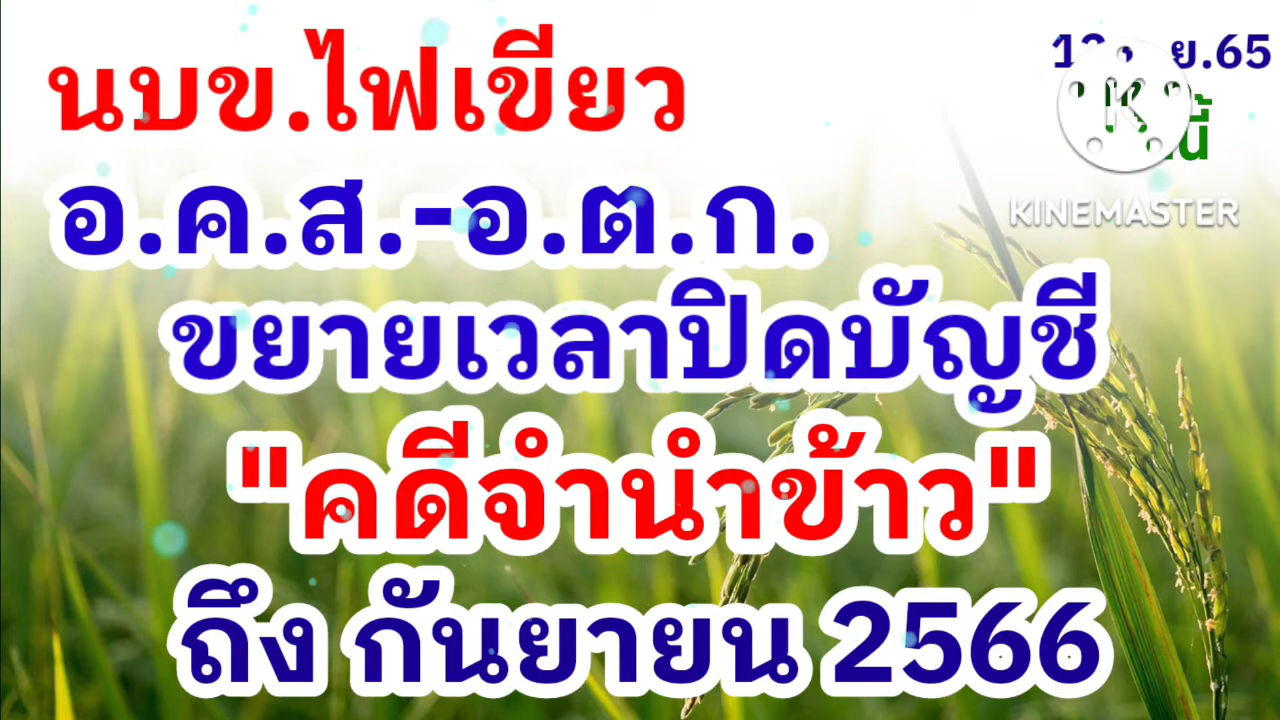 นบข.ไฟเขียว
อ.ค.ส.-อ.ต.ก.
ขยายเวลาปิดบัญชี
"คดีจำนำข้าว"
ถึง กันยายน 2566
KINEMASTER